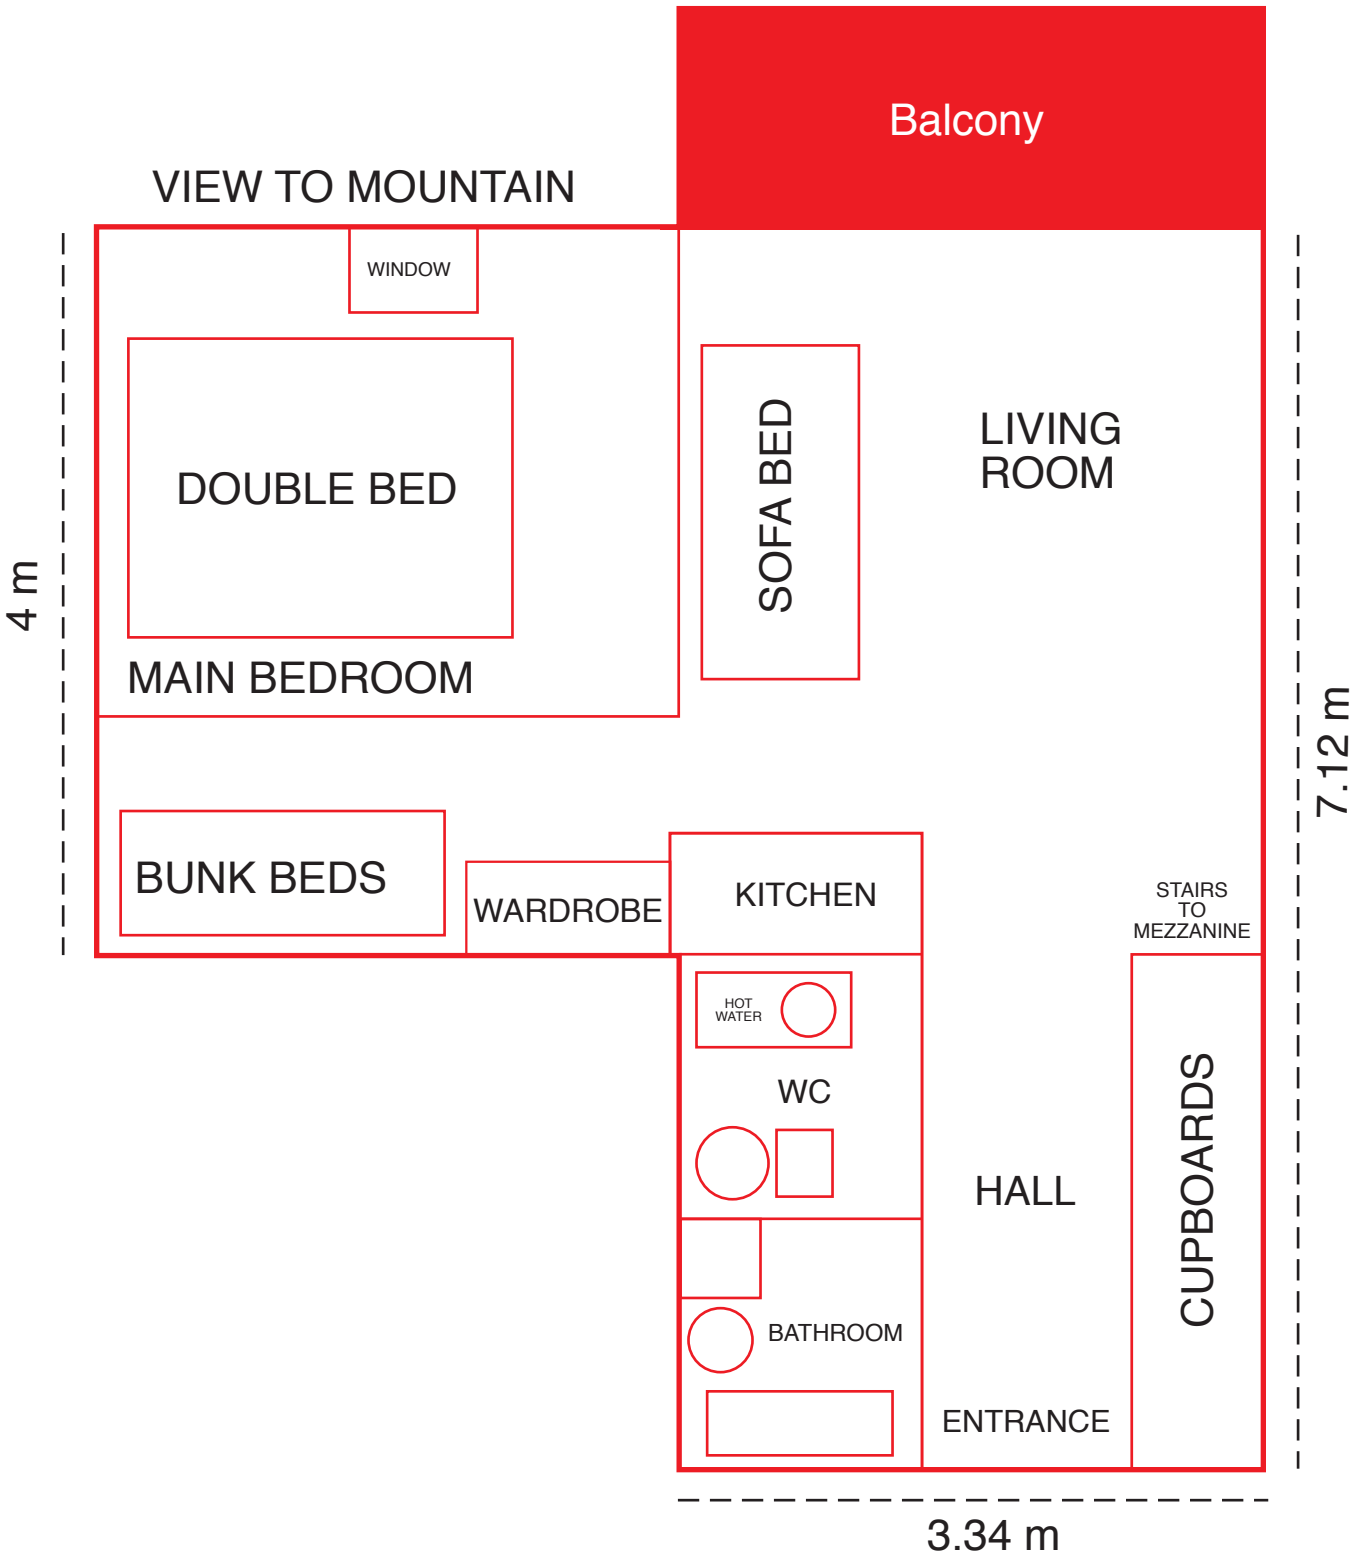 Balcony
VIEW TO MOUNTAIN
WINDOW
DOUBLE BED
SOFA BED
LIVING
ROOM
4 m
MAIN BEDROOM
7.12 m
BUNK BEDS
WARDROBE
KITCHEN
STAIRS
TO
MEZZANINE
HOT
WATER
WC
HALL
CUPBOARDS
BATHROOM
ENTRANCE
3.34 m